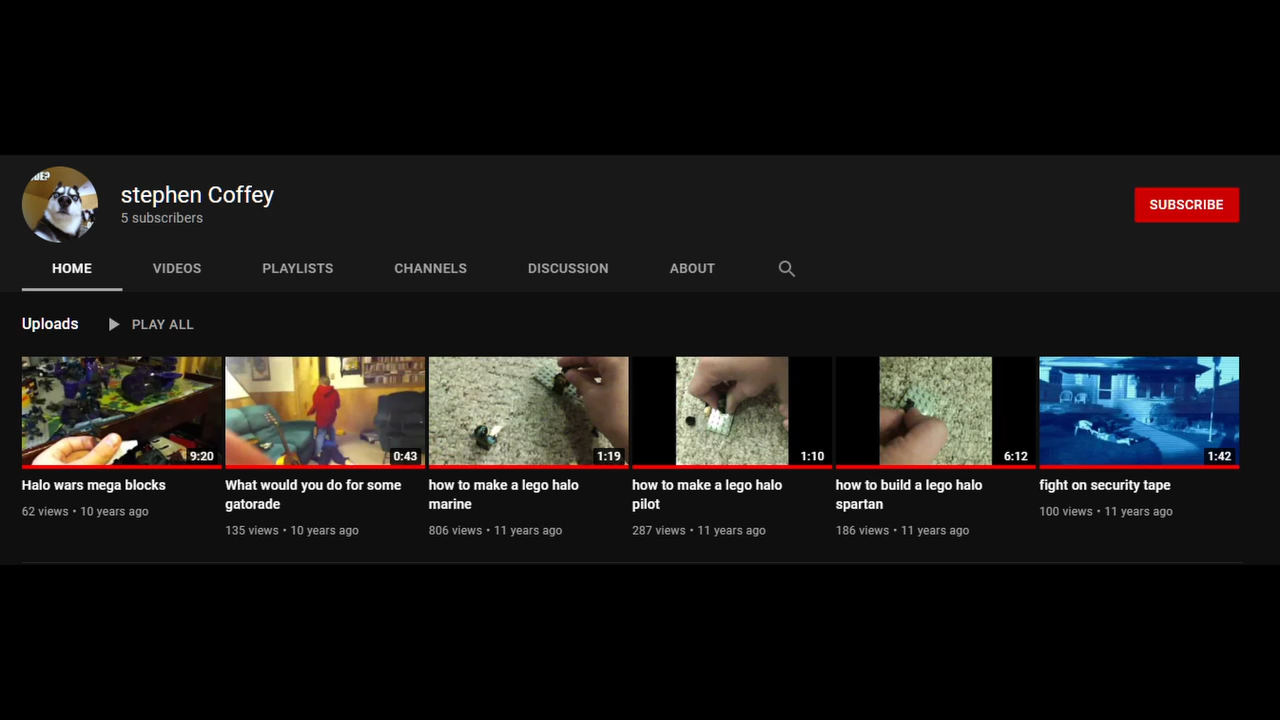 UE?
stephen Coffey
5 subscribers
SUBSCRIBE
HOME VIDEOS PLAYLISTS CHANNELS DISCUSSION ABOUT
Uploads PLAY ALL
9:20 0:43 1:19 1:10 6:12 1:42
Halo wars mega blocks
62 views • 10 years ago
What would you do for some
gatorade
135 views • 10 years ago
how to make a lego halo
marine
806 views • 11 years ago
how to make a lego halo
pilot
287 views • 11 years ago
how to build a lego halo
spartan
186 views • 11 years ago
fight on security tape
100 views • 11 years ago